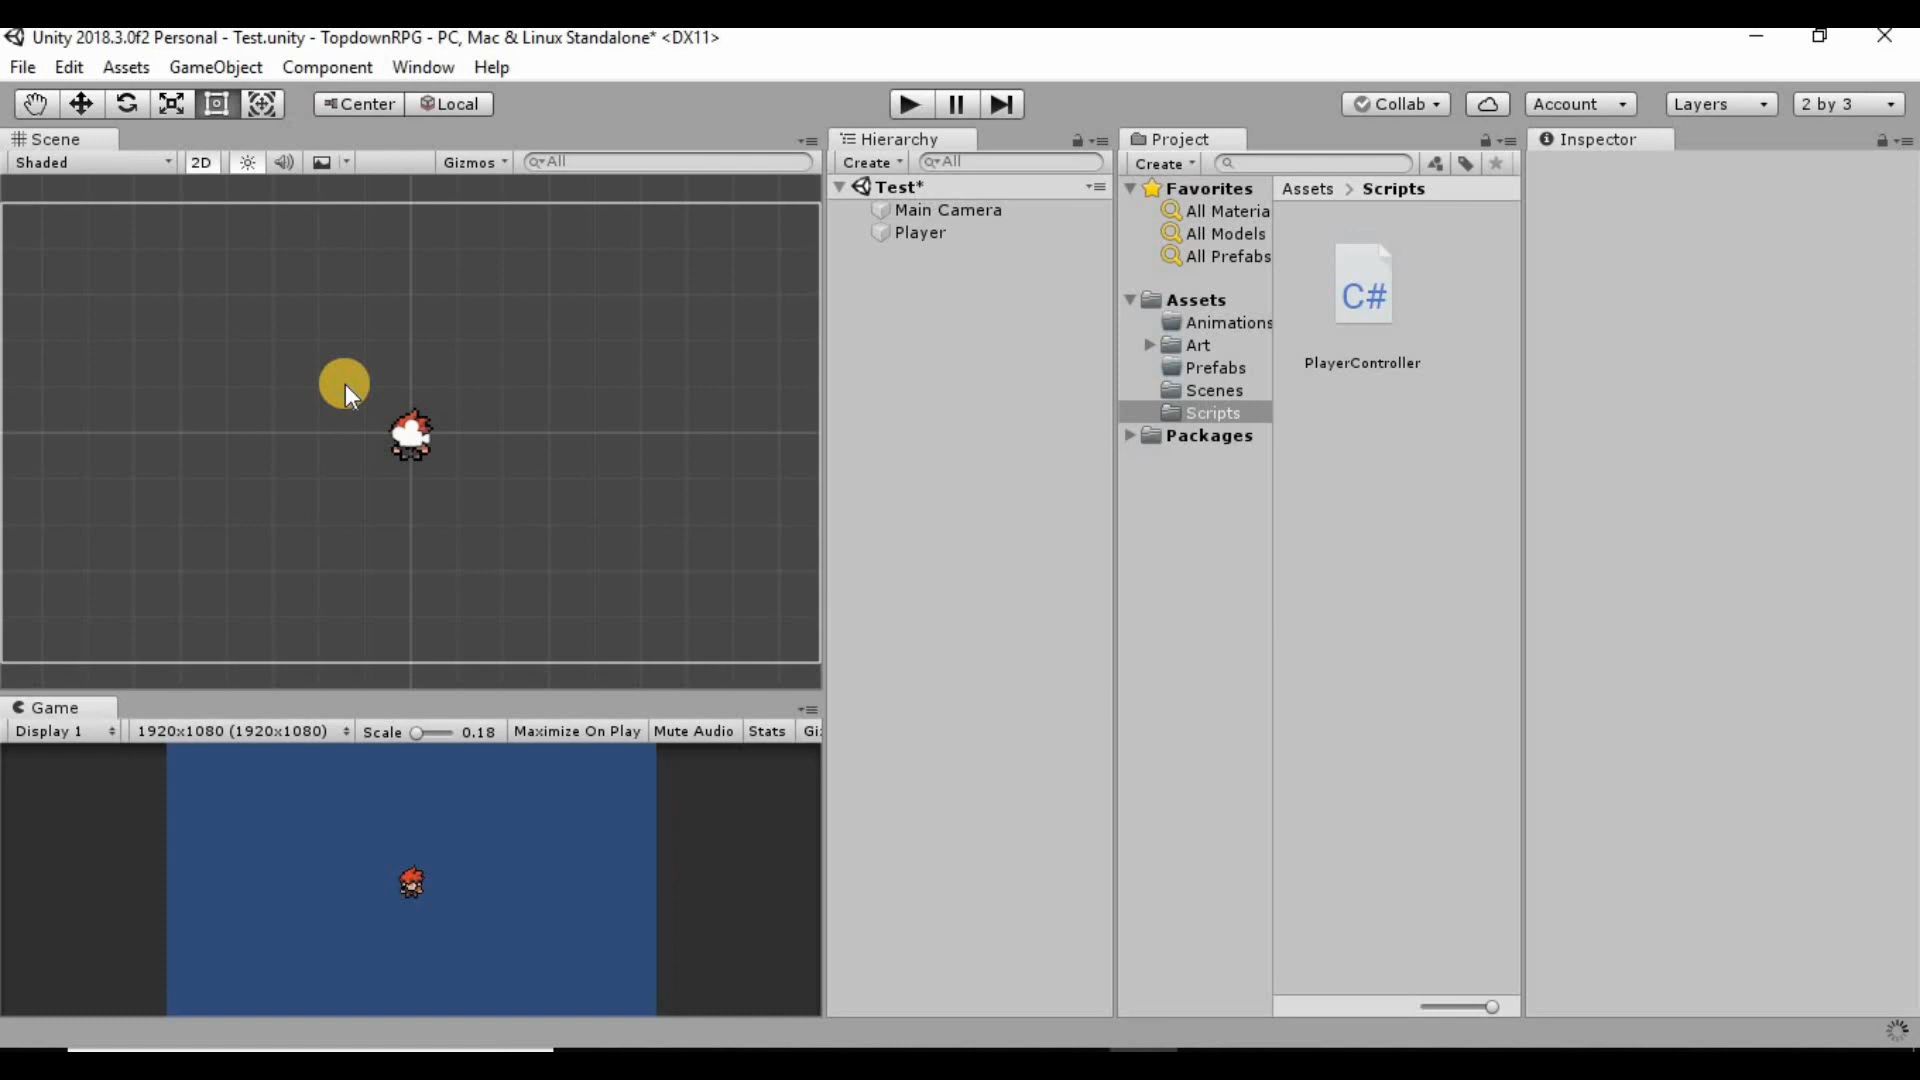 Unity 2018.3.0f2 Personal - Test.unity - TopdownRPG - PC, Mac & Linux Standalone* <DX11>
File Edit Assets GameObject Component Window Help
Center Local Collab Account Layers 2 by 3
Scene
Shaded 2D Gizmos All
Hierarchy
Create All
Test*
Main Camera
Player
Project
Create
Favorites
All Materia
All Models
All Prefabs
Assets
Animations
Art
Prefabs
Scenes
Scripts
Packages
Assets > Scripts
C#
PlayerController
Inspector
Game
Display 1 1920x1080 (1920x1080) Scale 0.18 Maximize On Play Mute Audio Stats Gi